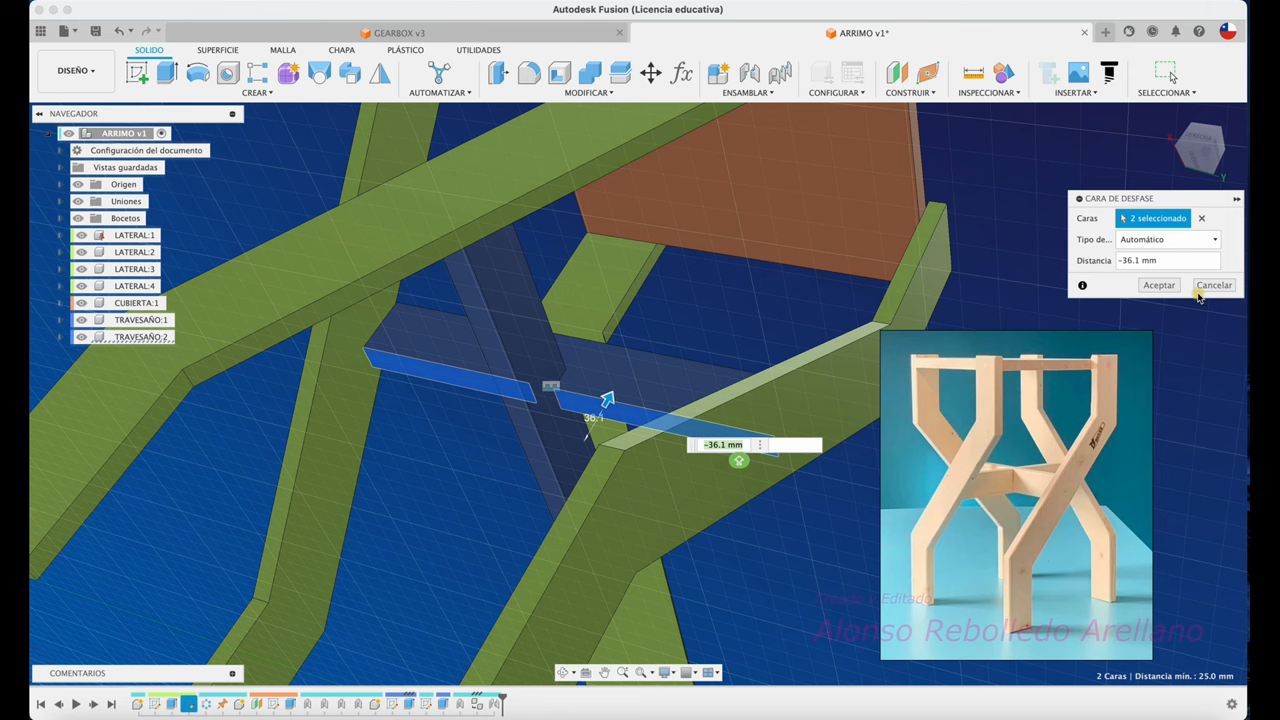 Autodesk Fusion (Licencia educativa)
GEARBOX v3
ARRIMO v1*
SOLIDO
SUPERFICIE
MALLA
CHAPA
PLÁSTICO
UTILIDADES
DISEÑO
CREAR
AUTOMATIZAR
MODIFICAR
ENSAMBLAR
CONFIGURAR
CONSTRUIR
INSPECCIONAR
INSERTAR
SELECCIONAR
NAVEGADOR
ARRIMO v1
Configuración del documento
Vistas guardadas
Origen
Uniones
Bocetos
LATERAL:1
LATERAL:2
LATERAL:3
LATERAL:4
CUBIERTA:1
TRAVESAÑO:1
TRAVESAÑO:2
CARA DE DESFASE
Caras 2 seleccionado
Tipo de... Automático
Distancia -36.1 mm
Aceptar Cancelar
36.1
-36.1 mm
Creado y Editado
Alonso Rebolledo Arellano
COMENTARIOS
2 Caras | Distancia mín. : 25.0 mm